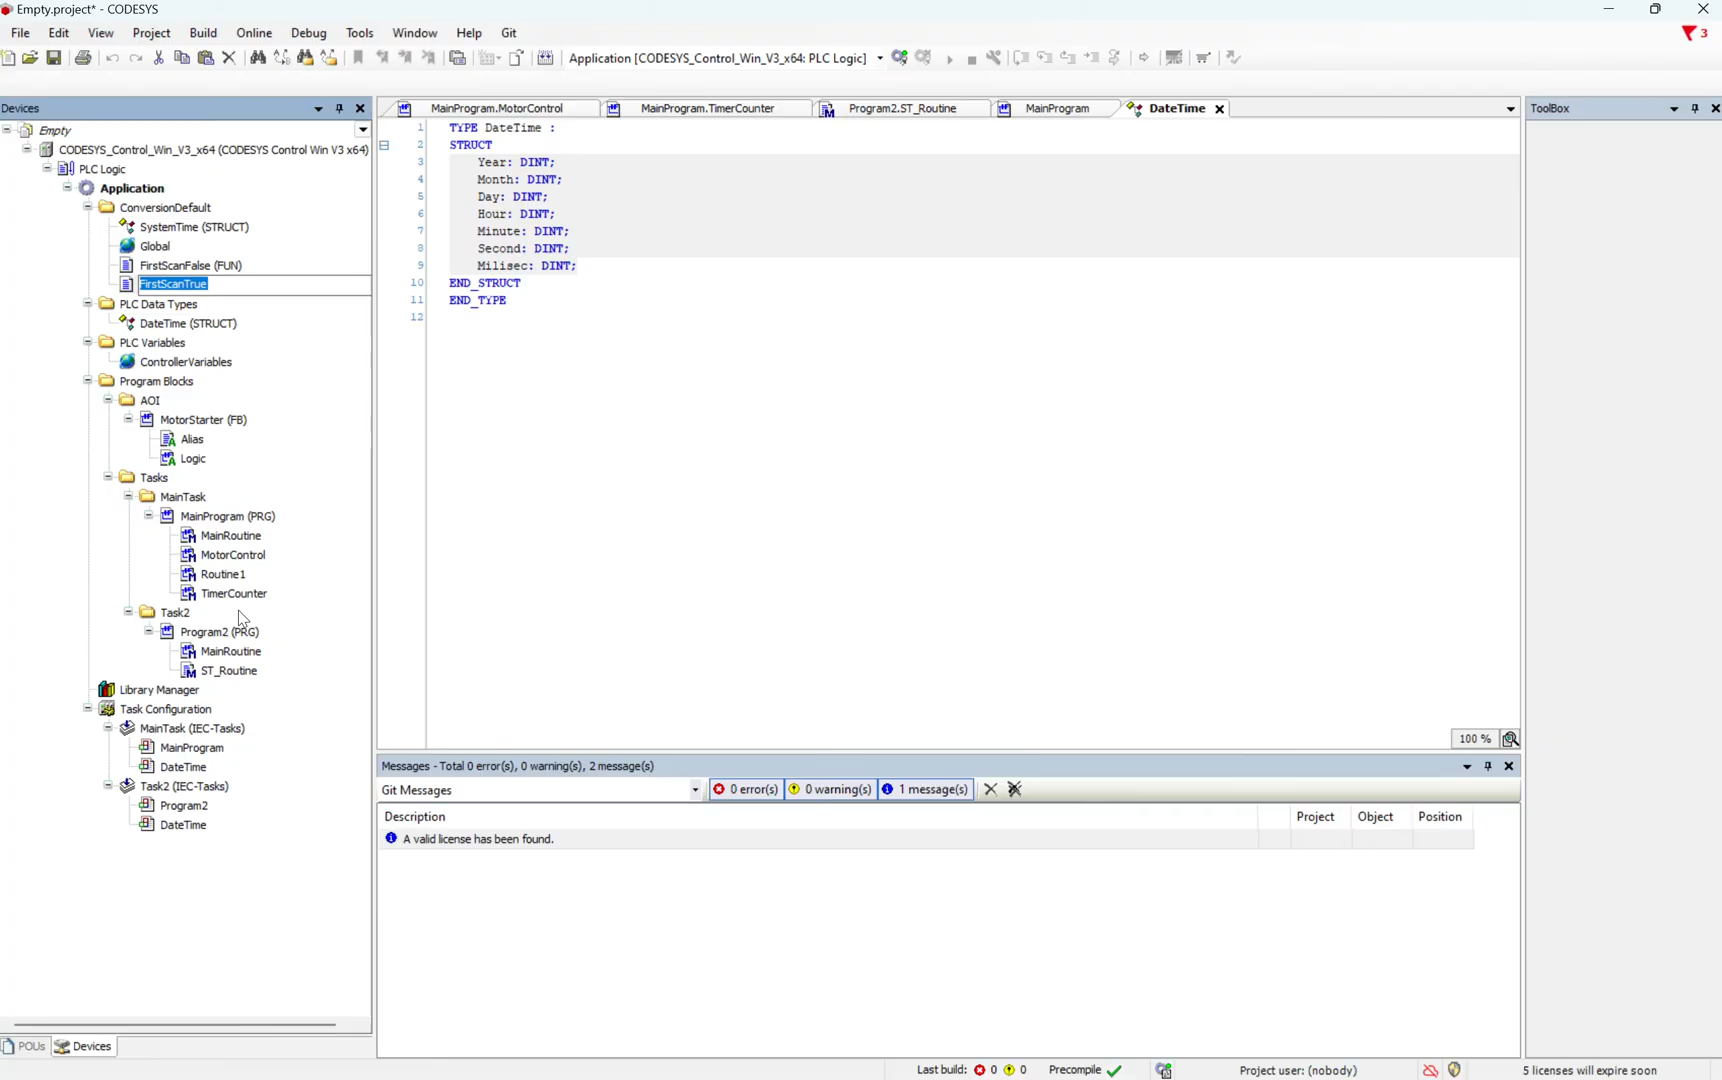 Empty.project* - CODESYS
File Edit View Project Build Online Debug Tools Window Help Git
3
Application [CODESYS_Control_Win_V3_x64: PLC Logic]
Devices
Empty
CODESYS_Control_Win_V3_x64 (CODESYS Control Win V3 x64)
PLC Logic
Application
ConversionDefault
SystemTime (STRUCT)
Global
FirstScanFalse (FUN)
FirstScanTrue
PLC Data Types
DateTime (STRUCT)
PLC Variables
ControllerVariables
Program Blocks
AOI
MotorStarter (FB)
Alias
Logic
Tasks
MainTask
MainProgram (PRG)
MainRoutine
MotorControl
Routine1
TimerCounter
Task2
Program2 (PRG)
MainRoutine
ST_Routine
Library Manager
Task Configuration
MainTask (IEC-Tasks)
MainProgram
DateTime
Task2 (IEC-Tasks)
Program2
DateTime
POUs Devices
MainProgram.MotorControl MainProgram.TimerCounter Program2.ST_Routine MainProgram DateTime
1 TYPE DateTime :
2 STRUCT
3 Year: DINT;
4 Month: DINT;
5 Day: DINT;
6 Hour: DINT;
7 Minute: DINT;
8 Second: DINT;
9 Milisec: DINT;
10 END_STRUCT
11 END_TYPE
12
100 %
ToolBox
Messages - Total 0 error(s), 0 warning(s), 2 message(s)
Git Messages 0 error(s) 0 warning(s) 1 message(s)
Description Project Object Position
A valid license has been found.
Last build: 0 0 Precompile Project user: (nobody) 5 licenses will expire soon